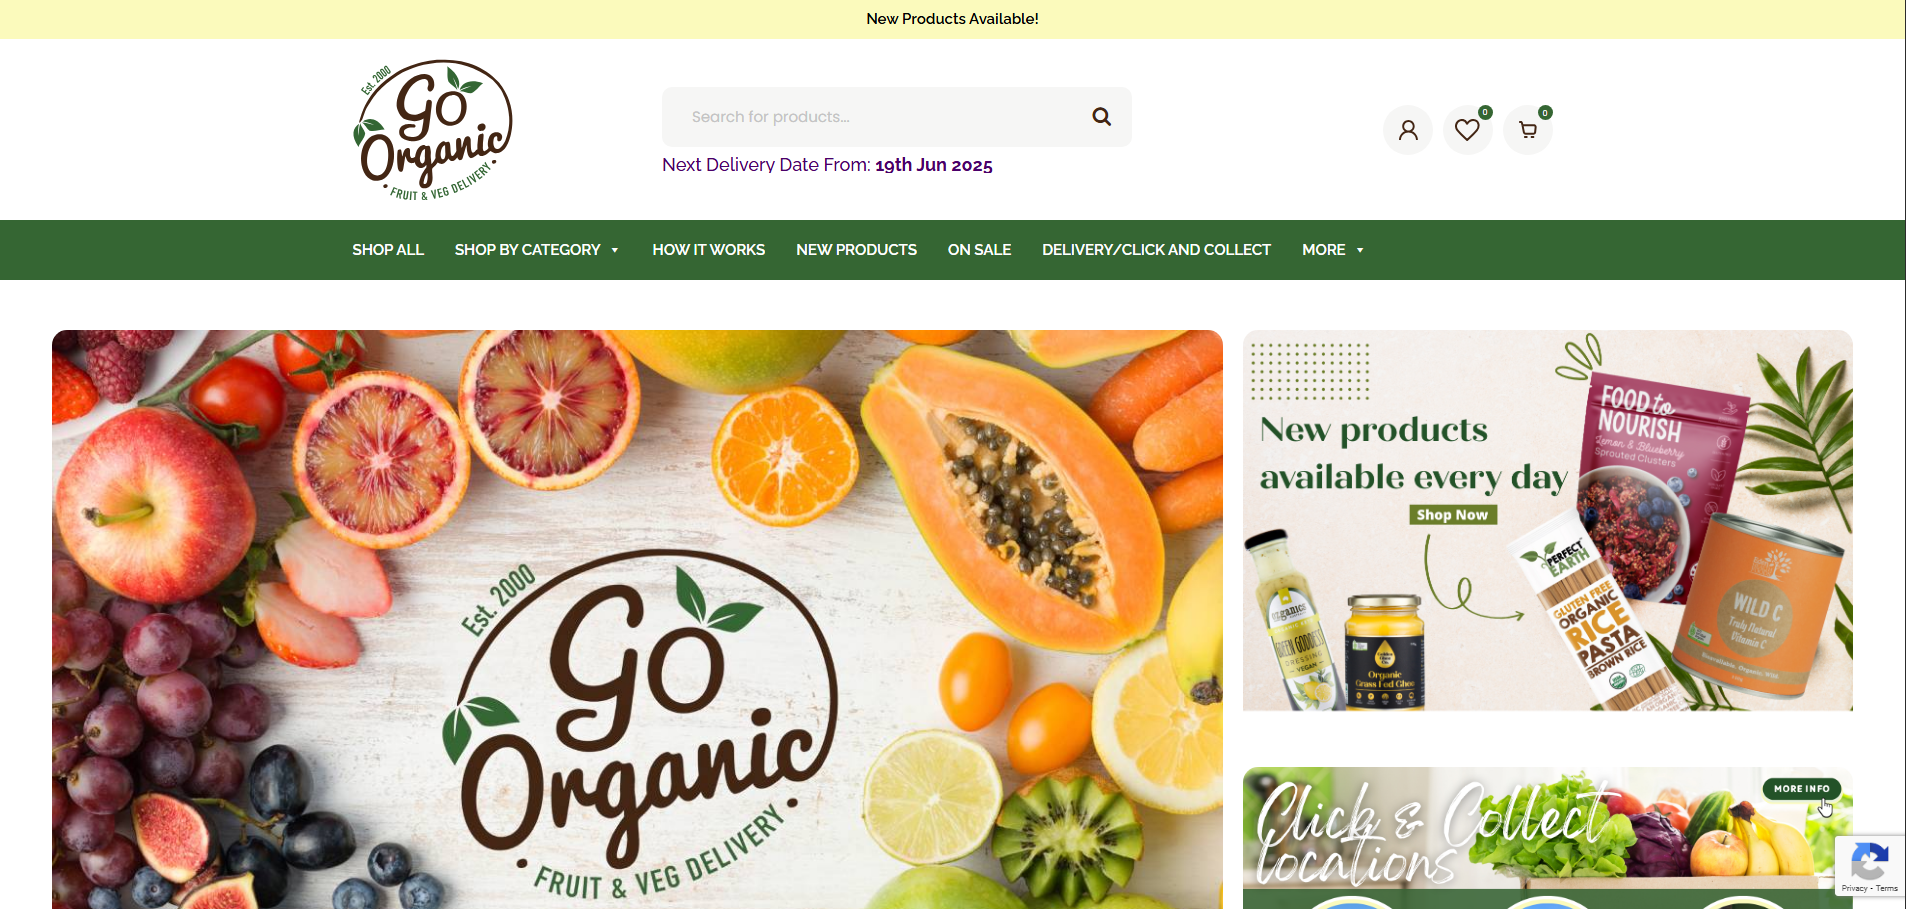 New Products Available!
Est. 2000
Go
Organic
FRUIT & VEG DELIVERY
Search for products...
0
0
Next Delivery Date From: 19th Jun 2025
SHOP ALL
SHOP BY CATEGORY
HOW IT WORKS
NEW PRODUCTS
ON SALE
DELIVERY/CLICK AND COLLECT
MORE
Est. 2000
Go
Organic
FRUIT & VEG DELIVERY
New products
available every day
Shop Now
FOOD to
NOURISH
Lemon & Blueberry
Sprouted Clusters
PERFECT
EARTH
GLUTEN FREE
ORGANIC
RICE
PASTA
BROWN RICE
WILD C
Truly Natural
Vitamin C
GREEN GODDESS
DRESSING
VEGAN
Organic
Grass Fed Ghee
Click & Collect
locations
MORE INFO
Privacy - Terms